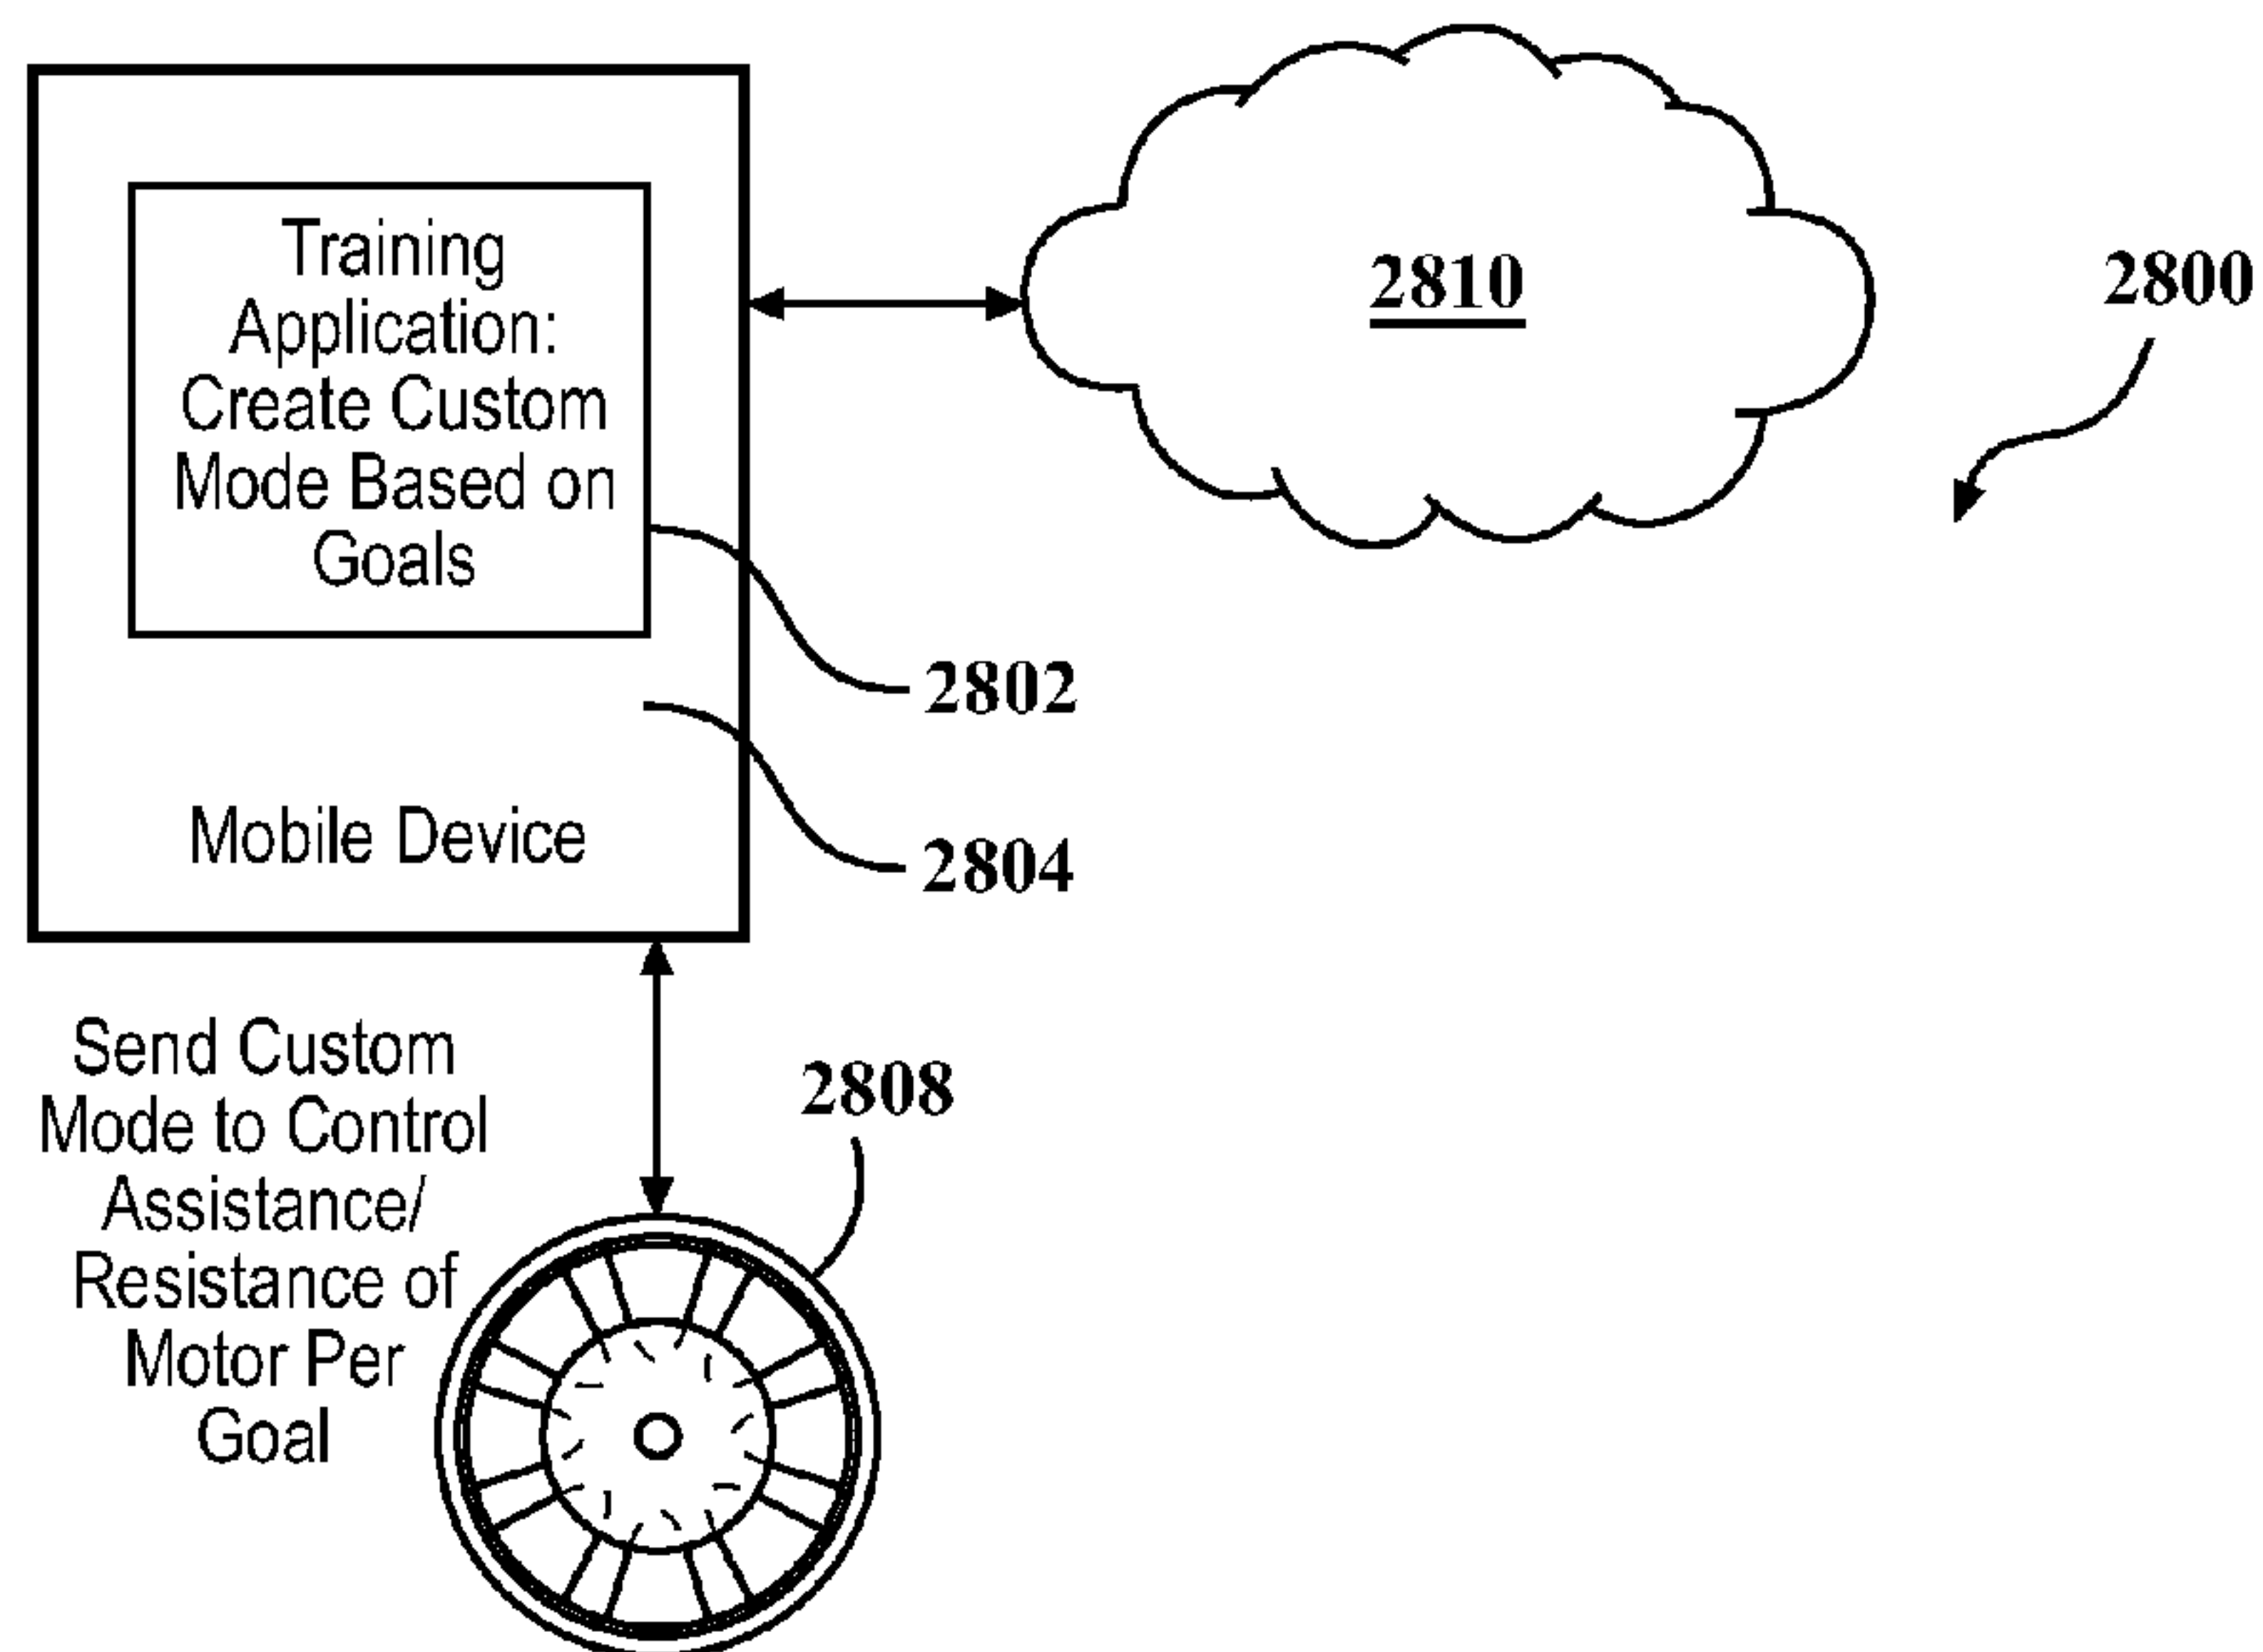 Training
Application:
Create Custom
Mode Based on
Goals
2810
2800
2802
Mobile Device
2804
Send Custom
Mode to Control
Assistance/
Resistance of
Motor Per
Goal
2808